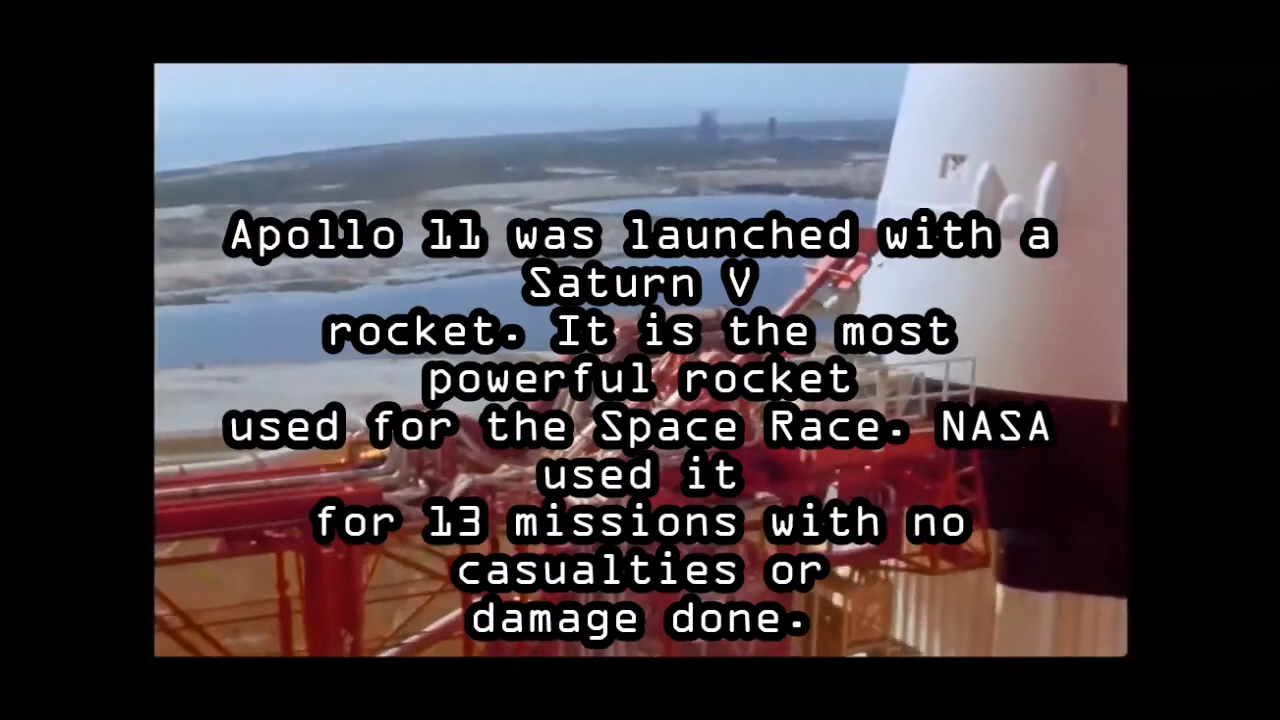 Apollo 11 was launched with a
Saturn V
rocket. It is the most
powerful rocket
used for the Space Race. NASA
used it
for 13 missions with no
casualties or
damage done.